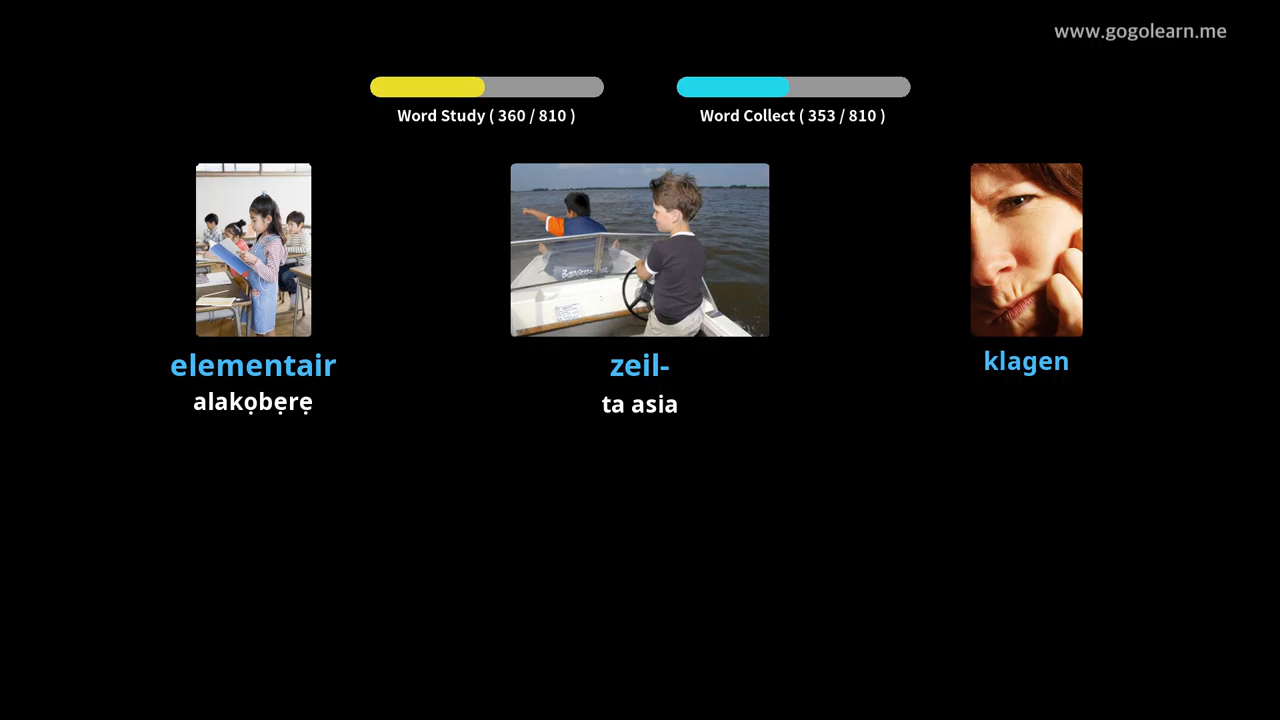 www.gogolearn.me
Word Study ( 360 / 810 )
Word Collect ( 353 / 810 )
elementair
alakọbẹrẹ
zeil-
ta asia
klagen